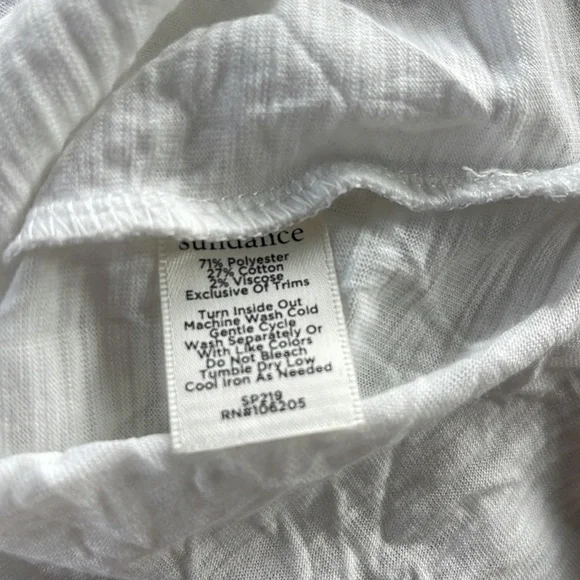 sundance
71% Polyester
27% Cotton
2% Viscose
Exclusive Of Trims
Turn Inside Out
Machine Wash Cold
Gentle Cycle
Wash Separately Or
With Like Colors
Do Not Bleach
Tumble Dry Low
Cool Iron As Needed
SP219
RN#106205